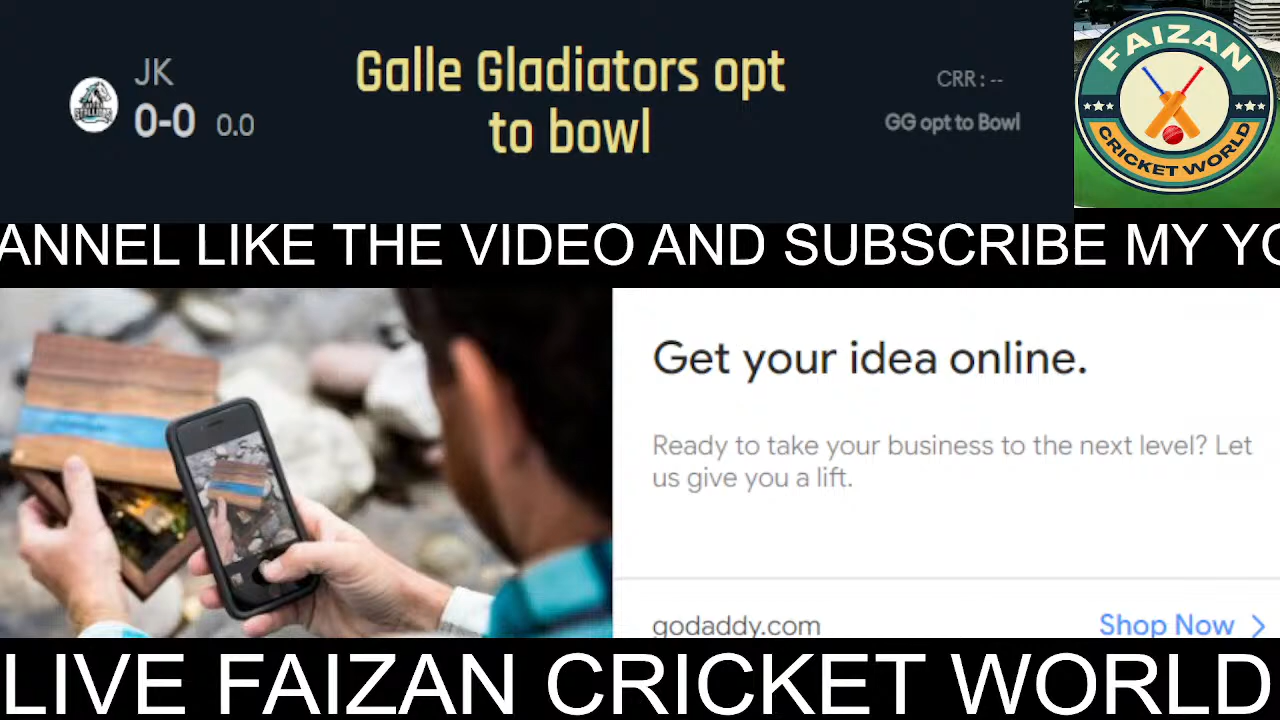 JK
0-0 0.0
Galle Gladiators opt
to bowl
CRR : --
GG opt to Bowl
FAIZAN
CRICKET WORLD
ANNEL LIKE THE VIDEO AND SUBSCRIBE MY YO
Get your idea online.
Ready to take your business to the next level? Let
us give you a lift.
godaddy.com
Shop Now
LIVE FAIZAN CRICKET WORLD